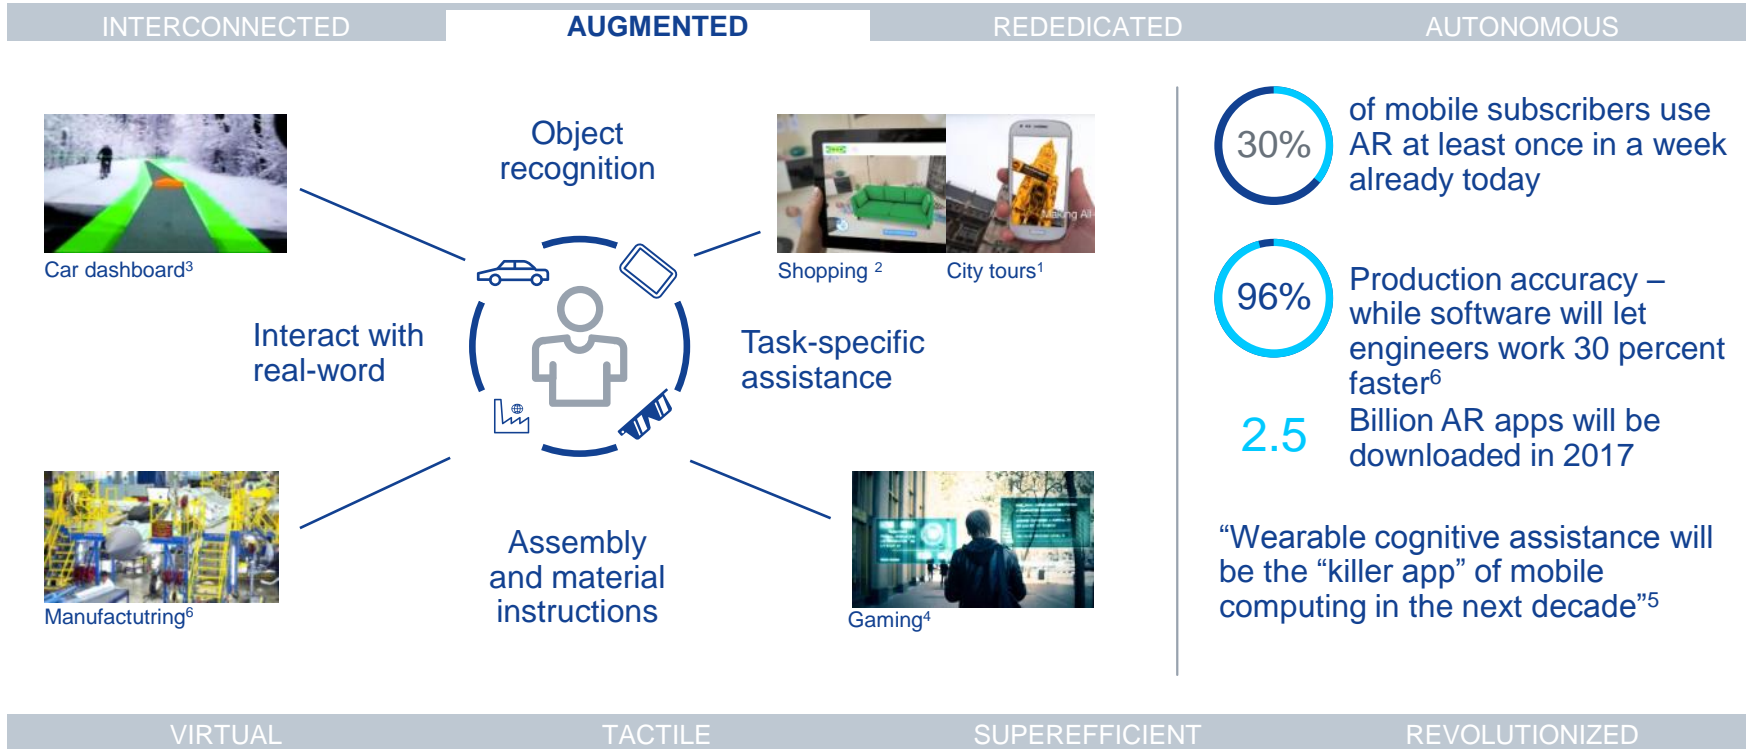 INTERCONNECTED
AUGMENTED
REDEDICATED
AUTONOMOUS
Object
recognition
Car dashboard3
Shopping 2
City tours1
Making All
Interact with
real-word
Task-specific
assistance
Manufactutring6
Assembly
and material
instructions
Gaming4
30%
of mobile subscribers use
AR at least once in a week
already today
96%
Production accuracy –
while software will let
engineers work 30 percent
faster6
2.5
Billion AR apps will be
downloaded in 2017
“Wearable cognitive assistance will
be the “killer app” of mobile
computing in the next decade”5
VIRTUAL
TACTILE
SUPEREFFICIENT
REVOLUTIONIZED